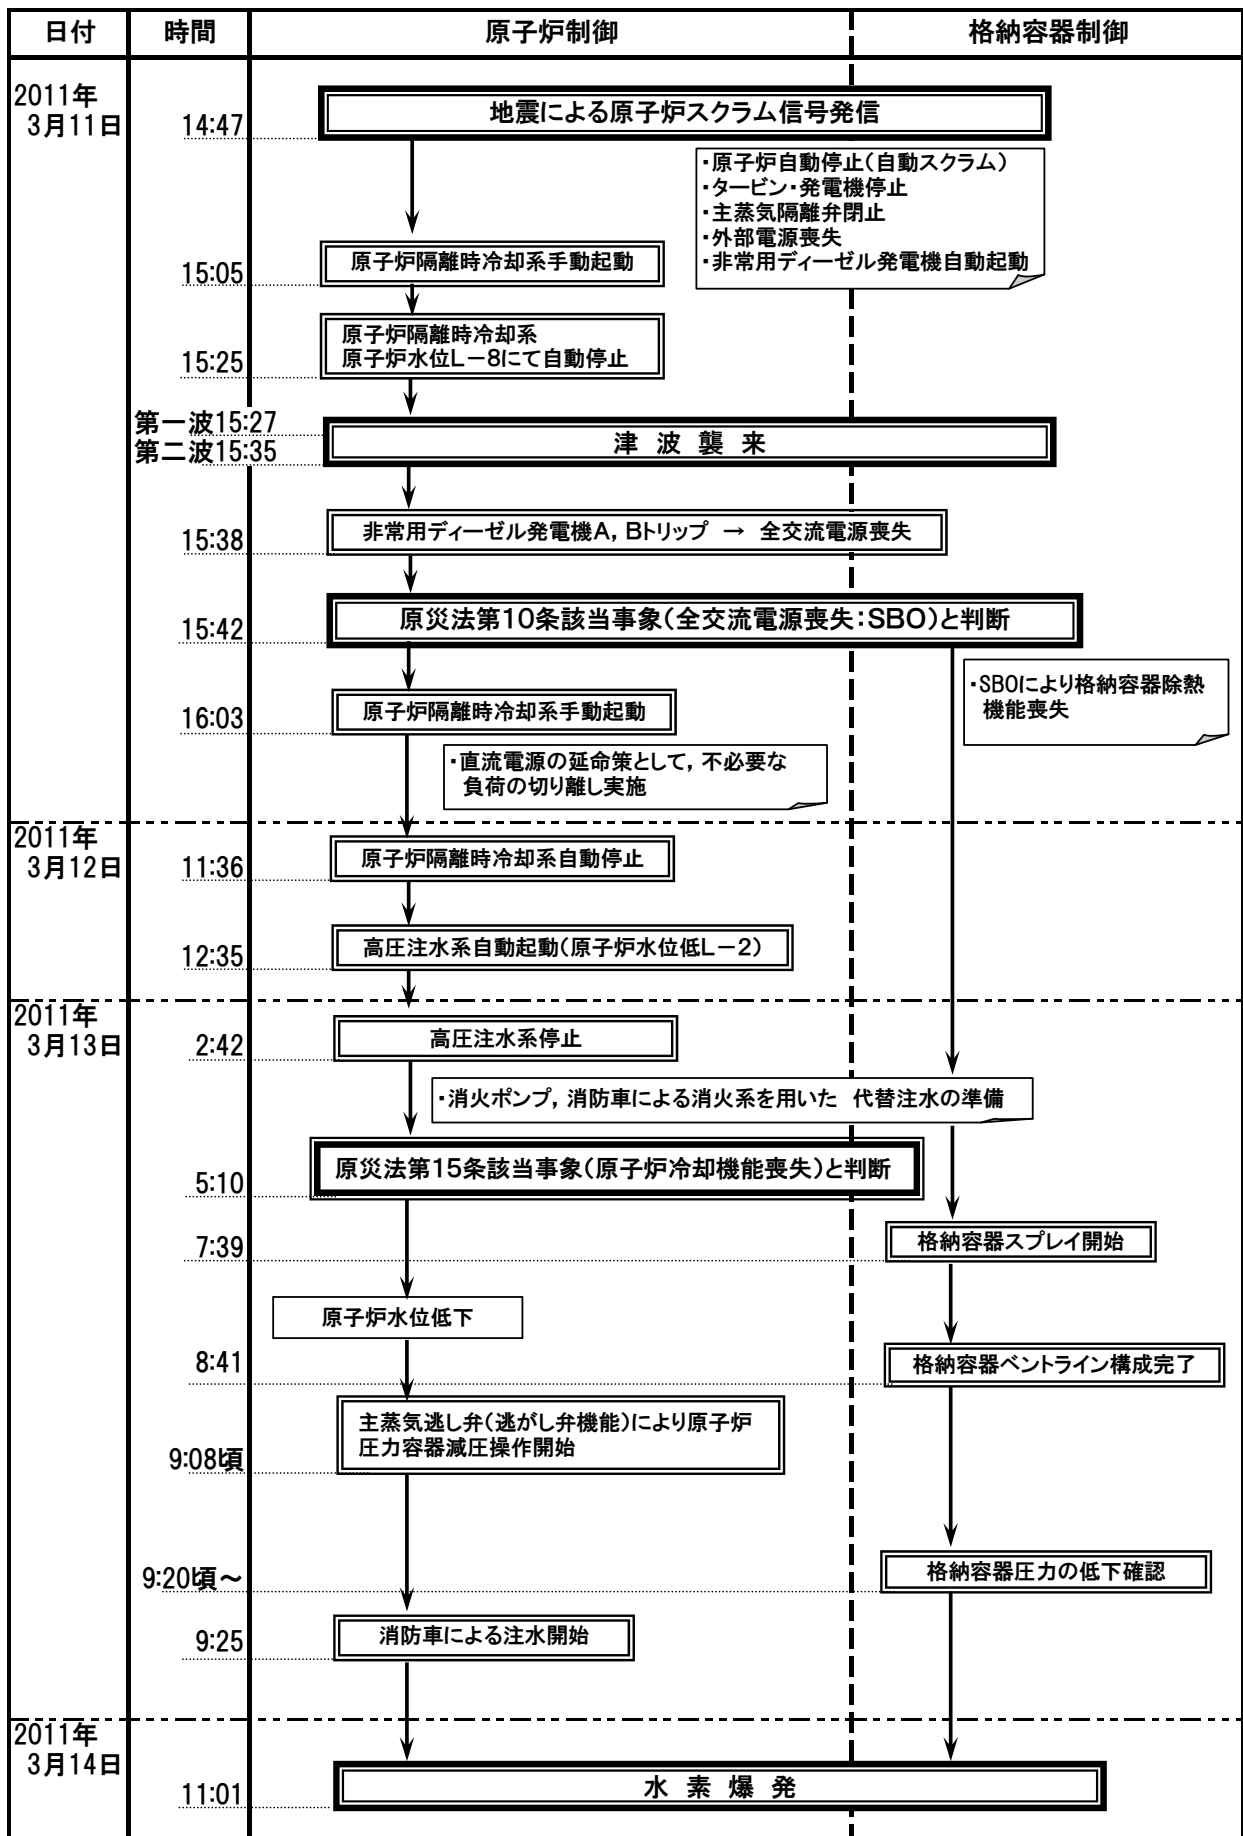 日付
時間
原子炉制御
格納容器制御
2011年
3月11日
14:47
地震による原子炉スクラム信号発信
・原子炉自動停止(自動スクラム)
・タービン・発電機停止
・主蒸気隔離弁閉止
・外部電源喪失
・非常用ディーゼル発電機自動起動
15:05
原子炉隔離時冷却系手動起動
15:25
原子炉隔離時冷却系
原子炉水位L-8にて自動停止
第一波15:27
第二波15:35
津 波 襲 来
15:38
非常用ディーゼル発電機A,Bトリップ → 全交流電源喪失
15:42
原災法第10条該当事象(全交流電源喪失:SBO)と判断
・SBOにより格納容器除熱
機能喪失
16:03
原子炉隔離時冷却系手動起動
・直流電源の延命策として,不必要な
負荷の切り離し実施
2011年
3月12日
11:36
原子炉隔離時冷却系自動停止
12:35
高圧注水系自動起動(原子炉水位低L-2)
2011年
3月13日
2:42
高圧注水系停止
・消火ポンプ,消防車による消火系を用いた 代替注水の準備
5:10
原災法第15条該当事象(原子炉冷却機能喪失)と判断
7:39
格納容器スプレイ開始
原子炉水位低下
8:41
格納容器ベントライン構成完了
9:08頃
主蒸気逃し弁(逃がし弁機能)により原子炉
圧力容器減圧操作開始
9:20頃~
格納容器圧力の低下確認
9:25
消防車による注水開始
2011年
3月14日
11:01
水 素 爆 発